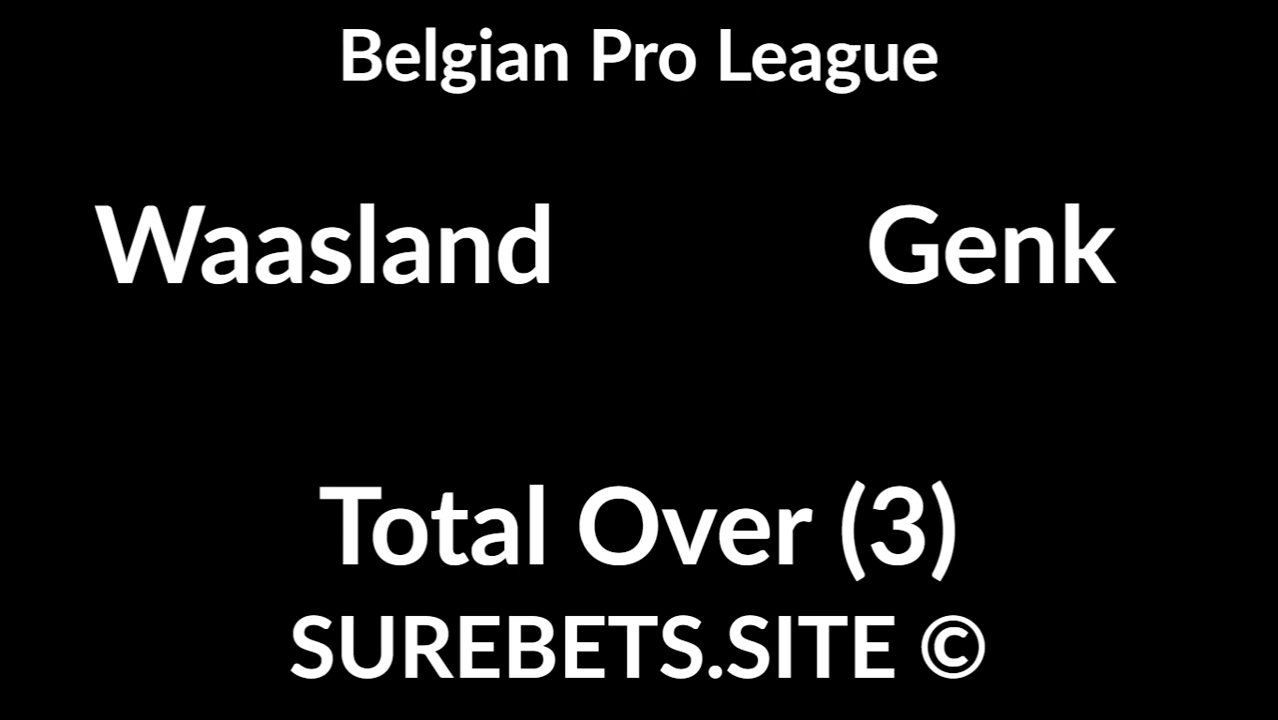 Belgian Pro League
Waasland Genk
Total Over (3)
SUREBETS.SITE ©